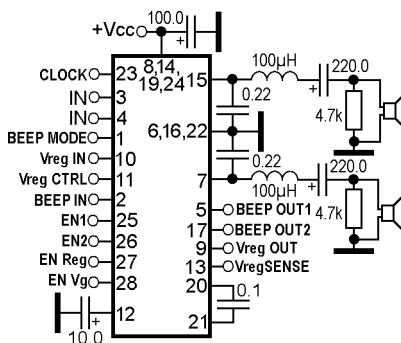 +Vcc
100.0
+
CLOCK 23
8,14,
19,24
15
100µH
220.0
+
IN 3
IN 4
0.22
4.7k
BEEP MODE 1
6,16,22
Vreg IN 10
0.22
220.0
Vreg CTRL 11
7
100µH
+
BEEP IN 2
5 BEEP OUT1
4.7k
EN1 25
17 BEEP OUT2
EN2 26
9 Vreg OUT
EN Reg 27
13 VregSENSE
EN Vg 28
20
0.1
+
12
10.0
21